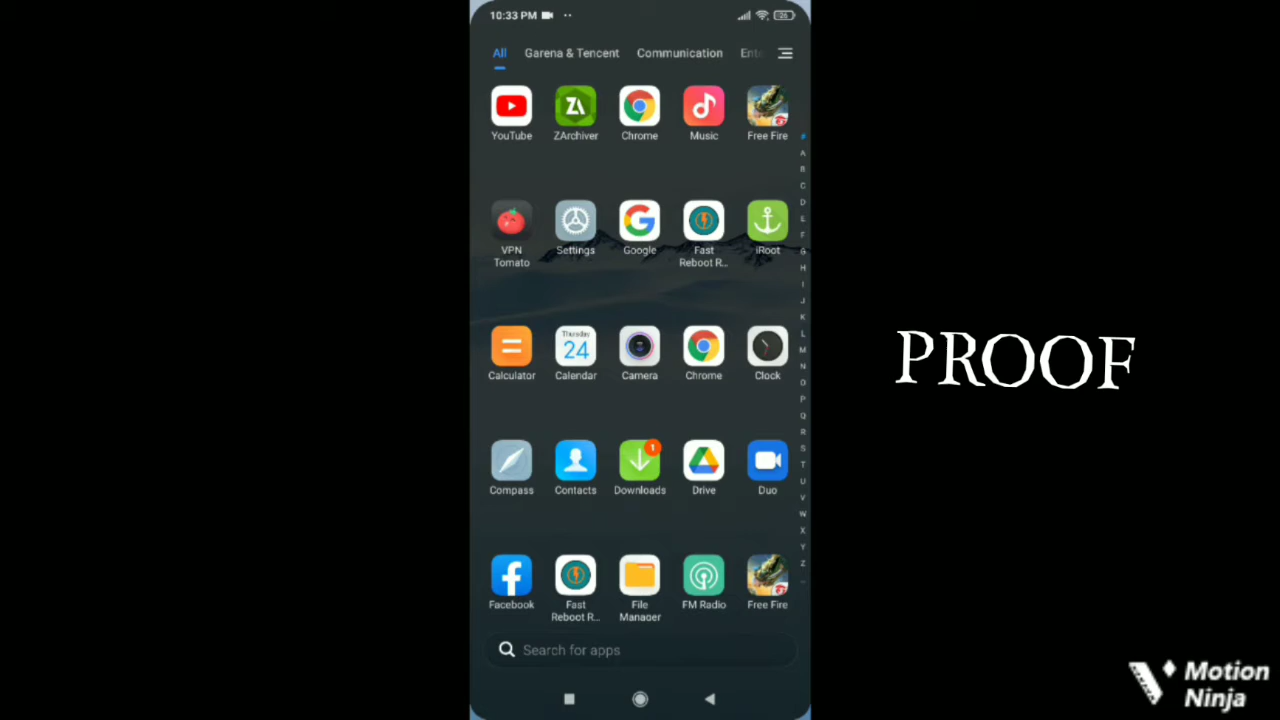 10:33 PM
All Garena & Tencent Communication Ente
YouTube ZArchiver Chrome Music Free Fire
VPN Tomato Settings Google Fast Reboot R... iRoot
Calculator Calendar Camera Chrome Clock
Thursday
24
Compass Contacts Downloads Drive Duo
1
Facebook Fast Reboot R... File Manager FM Radio Free Fire
Search for apps
#
A
B
C
D
E
F
G
H
I
J
K
L
M
N
O
P
Q
R
S
T
U
V
W
X
Y
Z
PROOF
Motion
Ninja